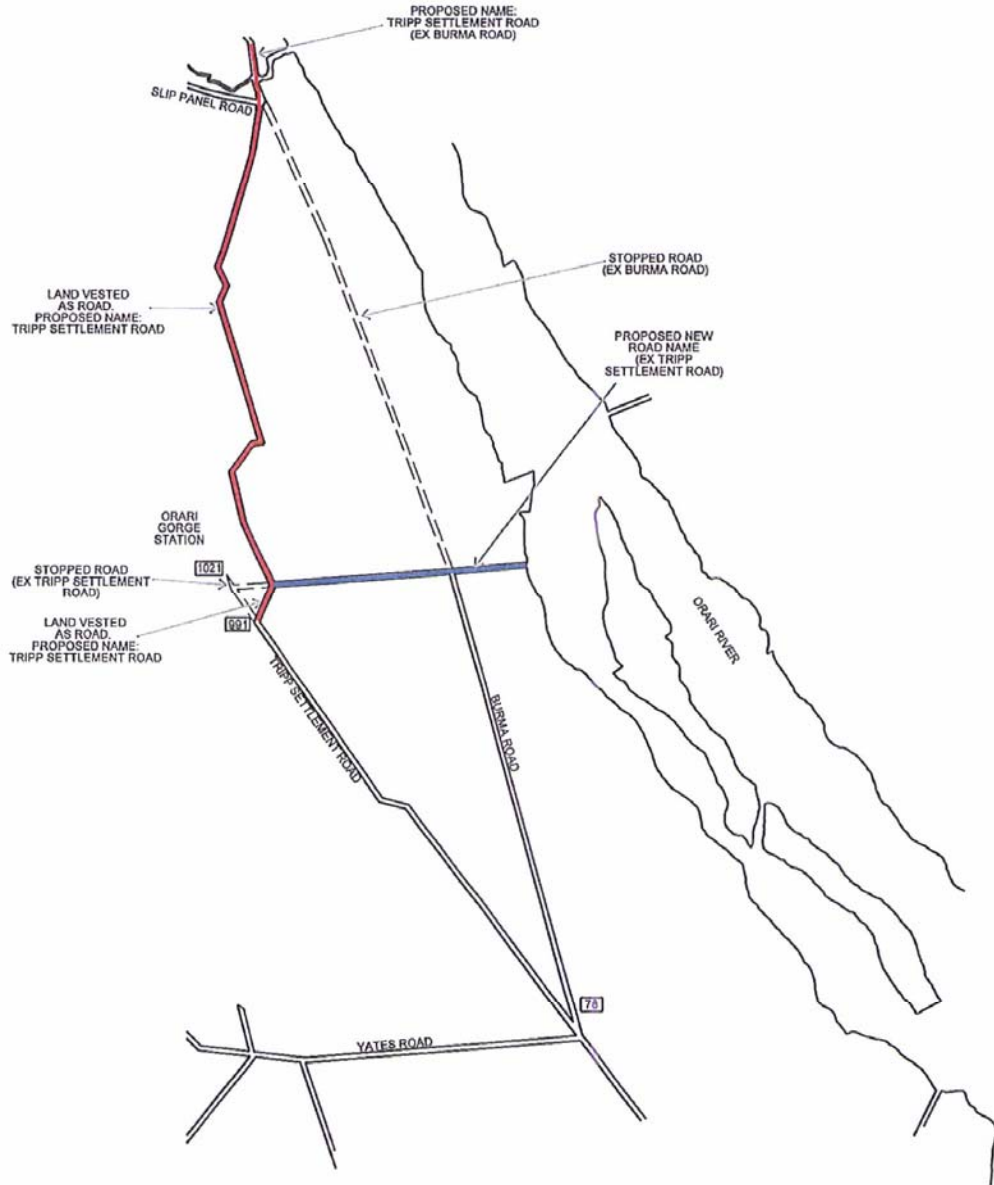 PROPOSED NAME:
TRIPP SETTLEMENT ROAD
(EX BURMA ROAD)
SLIP PANEL ROAD
STOPPED ROAD
(EX BURMA ROAD)
LAND VESTED
AS ROAD.
PROPOSED NAME:
TRIPP SETTLEMENT ROAD
PROPOSED NEW
ROAD NAME
(EX TRIPP
SETTLEMENT ROAD)
ORARI
GORGE
STATION
1021
STOPPED ROAD
(EX TRIPP SETTLEMENT
ROAD)
LAND VESTED
AS ROAD.
PROPOSED NAME:
TRIPP SETTLEMENT ROAD
991
ORARI RIVER
TRIPP SETTLEMENT ROAD
BURMA ROAD
78
YATES ROAD